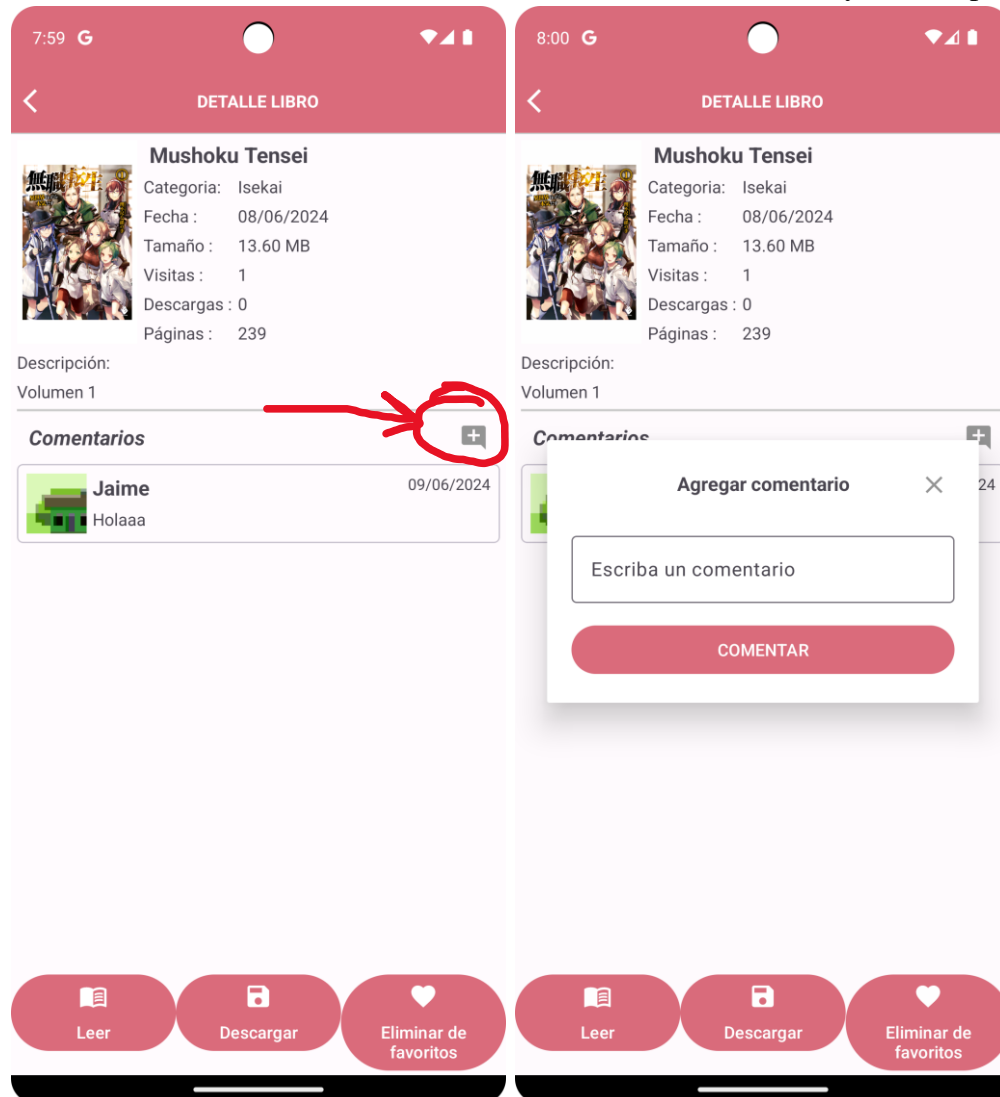 7:59 G
DETALLE LIBRO
Mushoku Tensei
Categoria: Isekai
Fecha : 08/06/2024
Tamaño : 13.60 MB
Visitas : 1
Descargas : 0
Páginas : 239
Descripción:
Volumen 1
Comentarios
Jaime 09/06/2024
Holaaa
Leer
Descargar
Eliminar de
favoritos
8:00 G
DETALLE LIBRO
Mushoku Tensei
Categoria: Isekai
Fecha : 08/06/2024
Tamaño : 13.60 MB
Visitas : 1
Descargas : 0
Páginas : 239
Descripción:
Volumen 1
Comentarios
24
Agregar comentario
Escriba un comentario
COMENTAR
Leer
Descargar
Eliminar de
favoritos